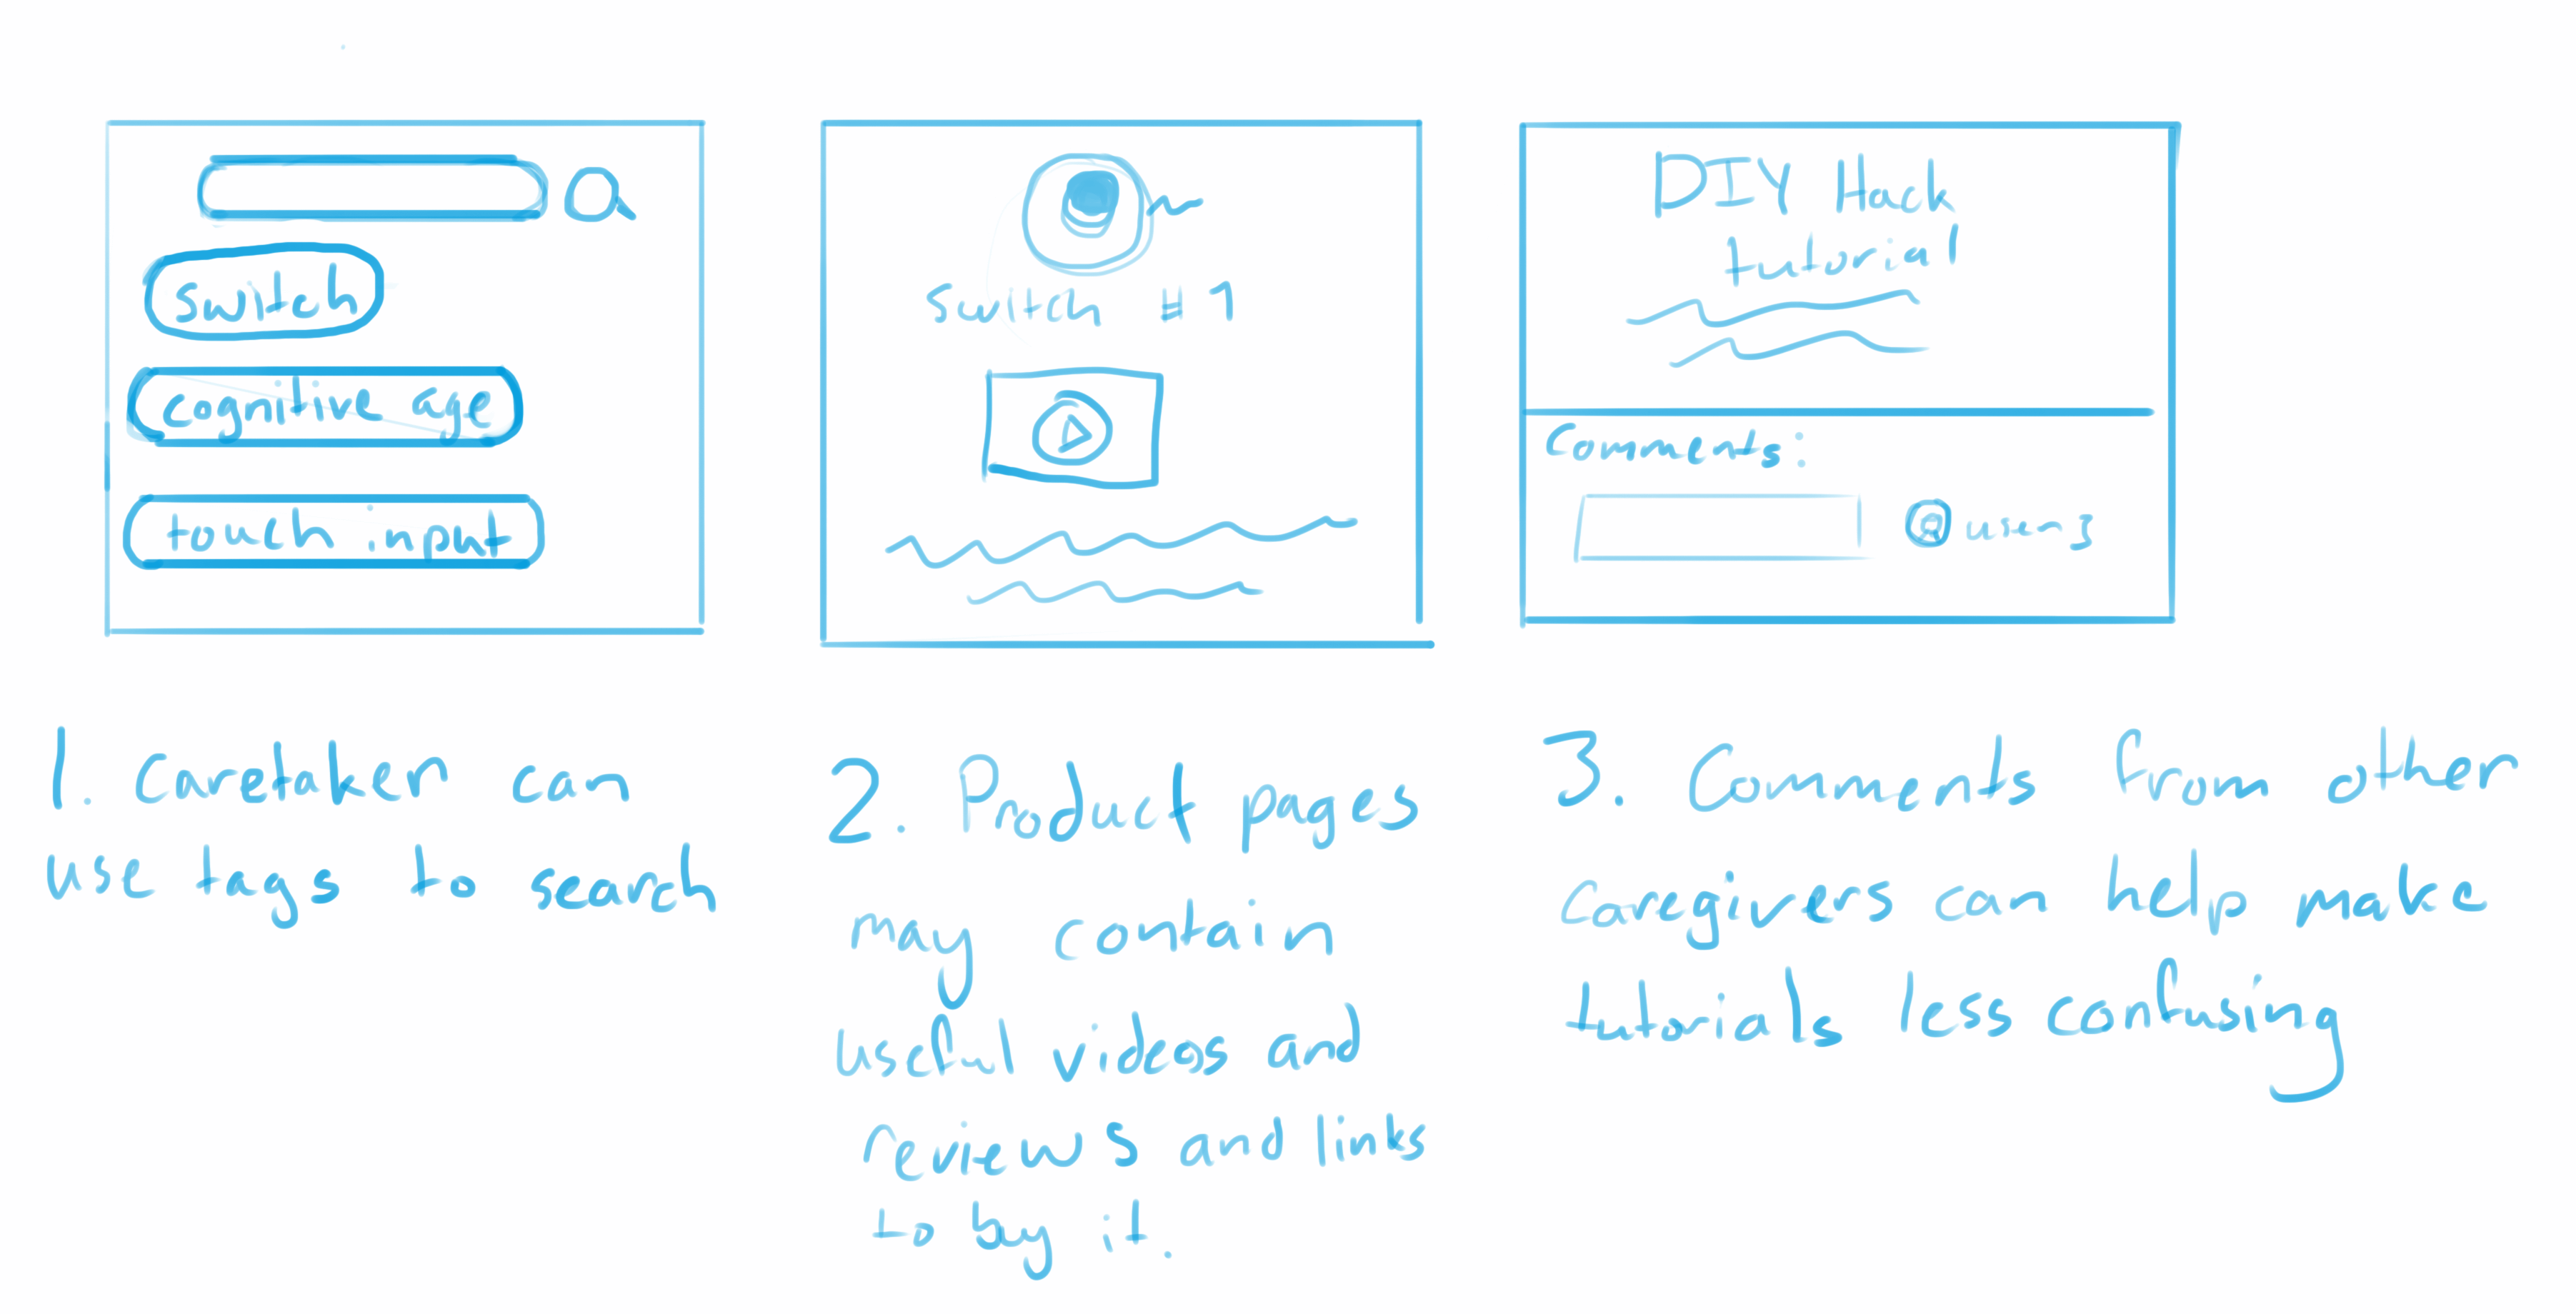 switch
cognitive age
touch input
1. Caretaker can
use tags to search
switch #1
2. Product pages
may contain
useful videos and
reviews and links
to buy it.
DIY Hack
tutorial
Comments:
@user3
3. Comments from other
caregivers can help make
tutorials less confusing